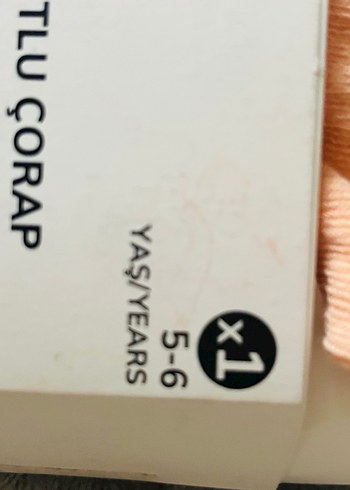 TLU ÇORAP
x1
5-6
YAŞ/YEARS